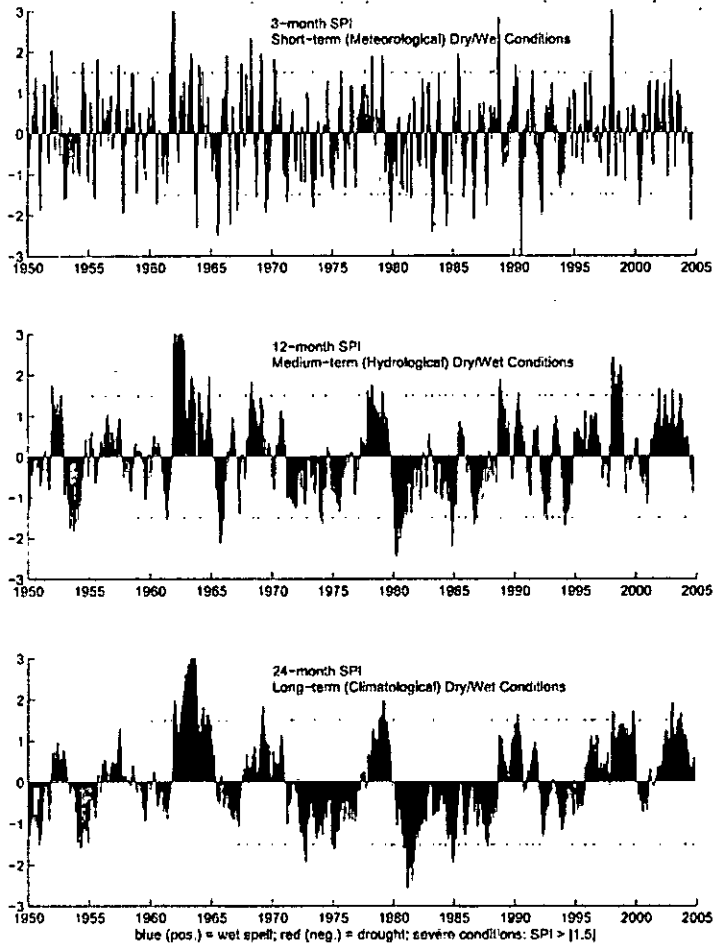 3-month SPI
Short-term (Meteorological) Dry/Wet Conditions
3
2
1
0
-1
-2
-3
1950 1955 1960 1965 1970 1975 1980 1985 1990 1995 2000 2005
12-month SPI
Medium-term (Hydrological) Dry/Wet Conditions
3
2
1
0
-1
-2
-3
1950 1955 1960 1965 1970 1975 1980 1985 1990 1995 2000 2005
24-month SPI
Long-term (Climatological) Dry/Wet Conditions
3
2
1
0
-1
-2
-3
1950 1955 1960 1965 1970 1975 1980 1985 1990 1995 2000 2005
blue (pos.) = wet spell; red (neg.) = drought; severe conditions: SPI > |1.5|